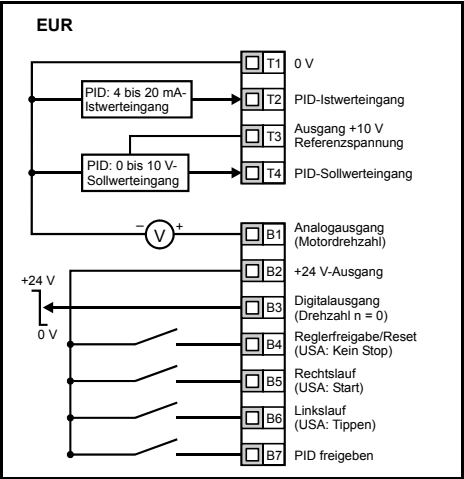 EUR
T1 0 V
PID: 4 bis 20 mA-
Istwerteingang
T2 PID-Istwerteingang
T3 Ausgang +10 V
Referenzspannung
PID: 0 bis 10 V-
Sollwerteingang
T4 PID-Sollwerteingang
– V +
B1 Analogausgang
(Motordrehzahl)
B2 +24 V-Ausgang
+24 V
0 V
B3 Digitalausgang
(Drehzahl n = 0)
B4 Reglerfreigabe/Reset
(USA: Kein Stop)
B5 Rechtslauf
(USA: Start)
B6 Linkslauf
(USA: Tippen)
B7 PID freigeben